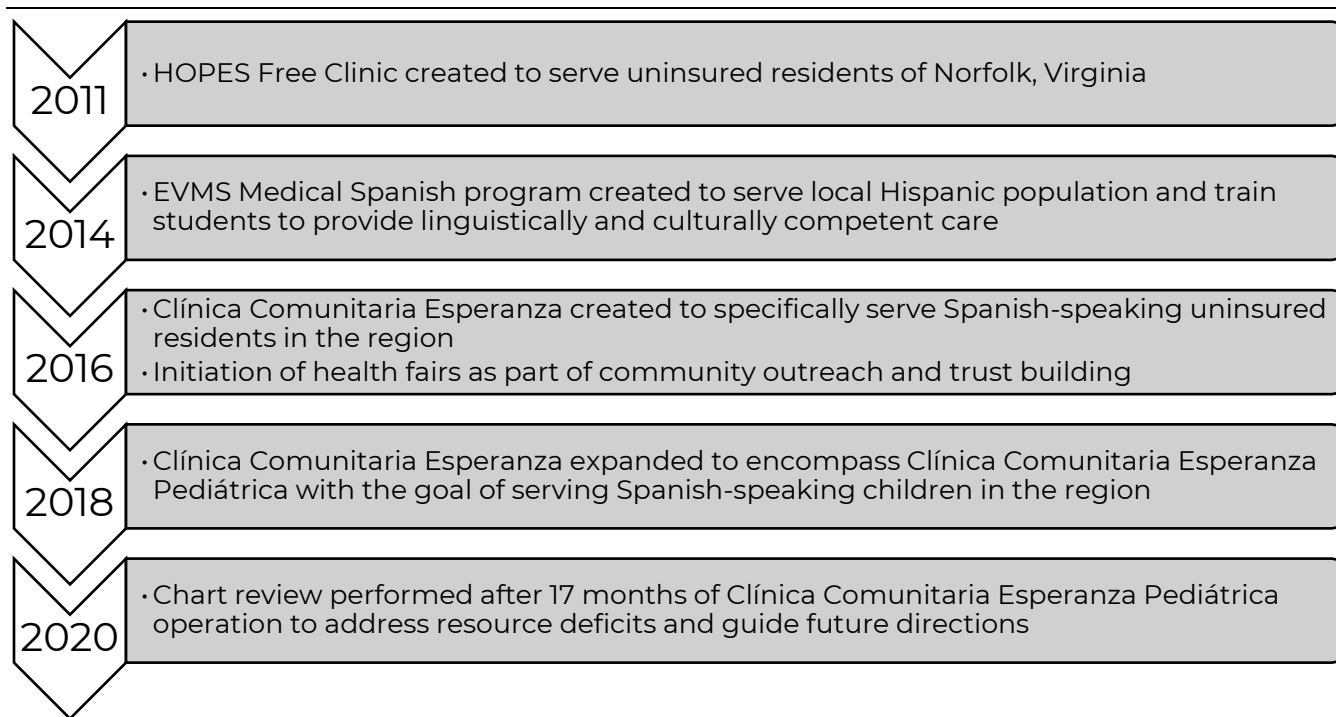 2011
· HOPES Free Clinic created to serve uninsured residents of Norfolk, Virginia
2014
· EVMS Medical Spanish program created to serve local Hispanic population and train
students to provide linguistically and culturally competent care
2016
· Clínica Comunitaria Esperanza created to specifically serve Spanish-speaking uninsured
residents in the region
· Initiation of health fairs as part of community outreach and trust building
2018
· Clínica Comunitaria Esperanza expanded to encompass Clínica Comunitaria Esperanza
Pediátrica with the goal of serving Spanish-speaking children in the region
2020
· Chart review performed after 17 months of Clínica Comunitaria Esperanza Pediátrica
operation to address resource deficits and guide future directions